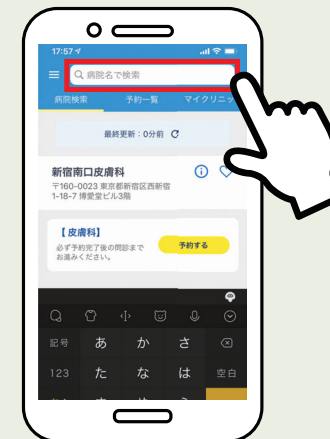 17:57
病院名で検索
病院検索 予約一覧 マイクリニッ
最終更新：0分前
新宿南口皮膚科
〒160-0023 東京都新宿区西新宿
1-18-7 博愛堂ビル3階
【 皮膚科】
必ず予約完了後の問診まで
お進みください。
予約する
記号 あ か さ
123 た な は 空白